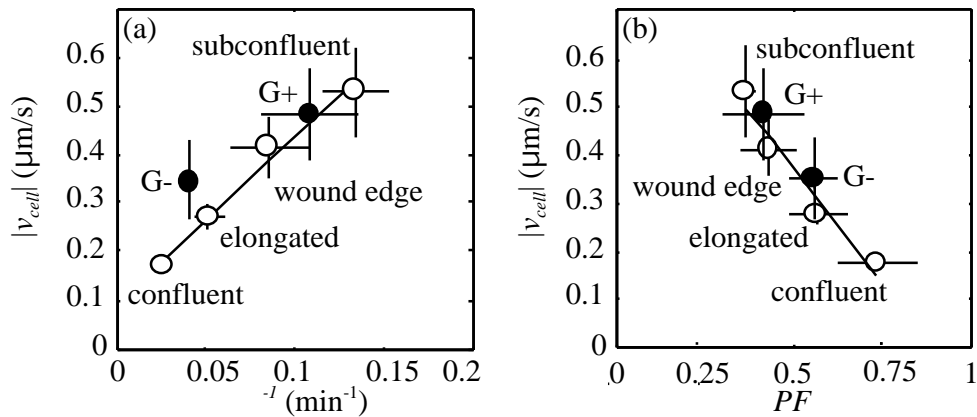 (a)
subconfluent
G+
G-
wound edge
elongated
confluent
|v_cell| (μm/s)
0.6
0.5
0.4
0.3
0.2
0.1
0
0 0.05 0.1 0.15 0.2
-1 (min-1)
(b)
subconfluent
G+
G-
wound edge
elongated
confluent
|v_cell| (μm/s)
0.6
0.5
0.4
0.3
0.2
0.1
0
0 0.25 0.5 0.75 1
PF